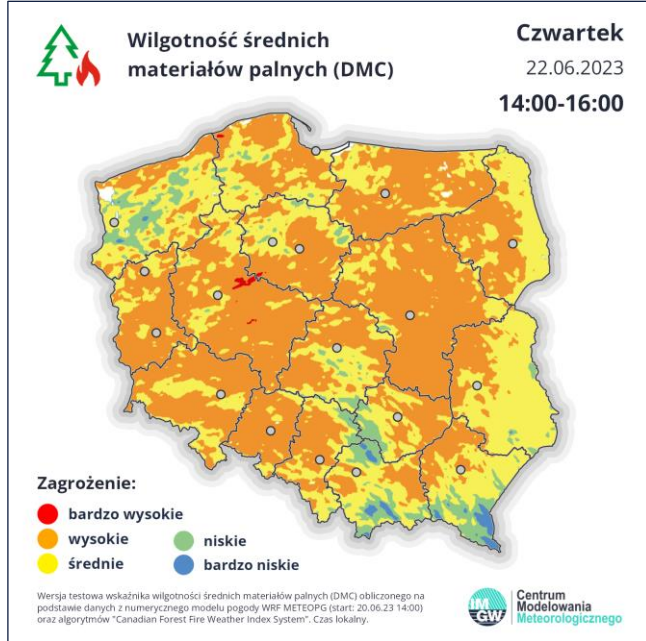 Wilgotność średnich
materiałów palnych (DMC)
Czwartek
22.06.2023
14:00-16:00
Zagrożenie:
bardzo wysokie
wysokie
średnie
niskie
bardzo niskie
Wersja testowa wskaźnika wilgotności średnich materiałów palnych (DMC) obliczonego na
podstawie danych z numerycznego modelu pogody WRF METEOPG (start: 20.06.23 14:00)
oraz algorytmów "Canadian Forest Fire Weather Index System". Czas lokalny.
IM
GW
Centrum
Modelowania
Meteorologicznego